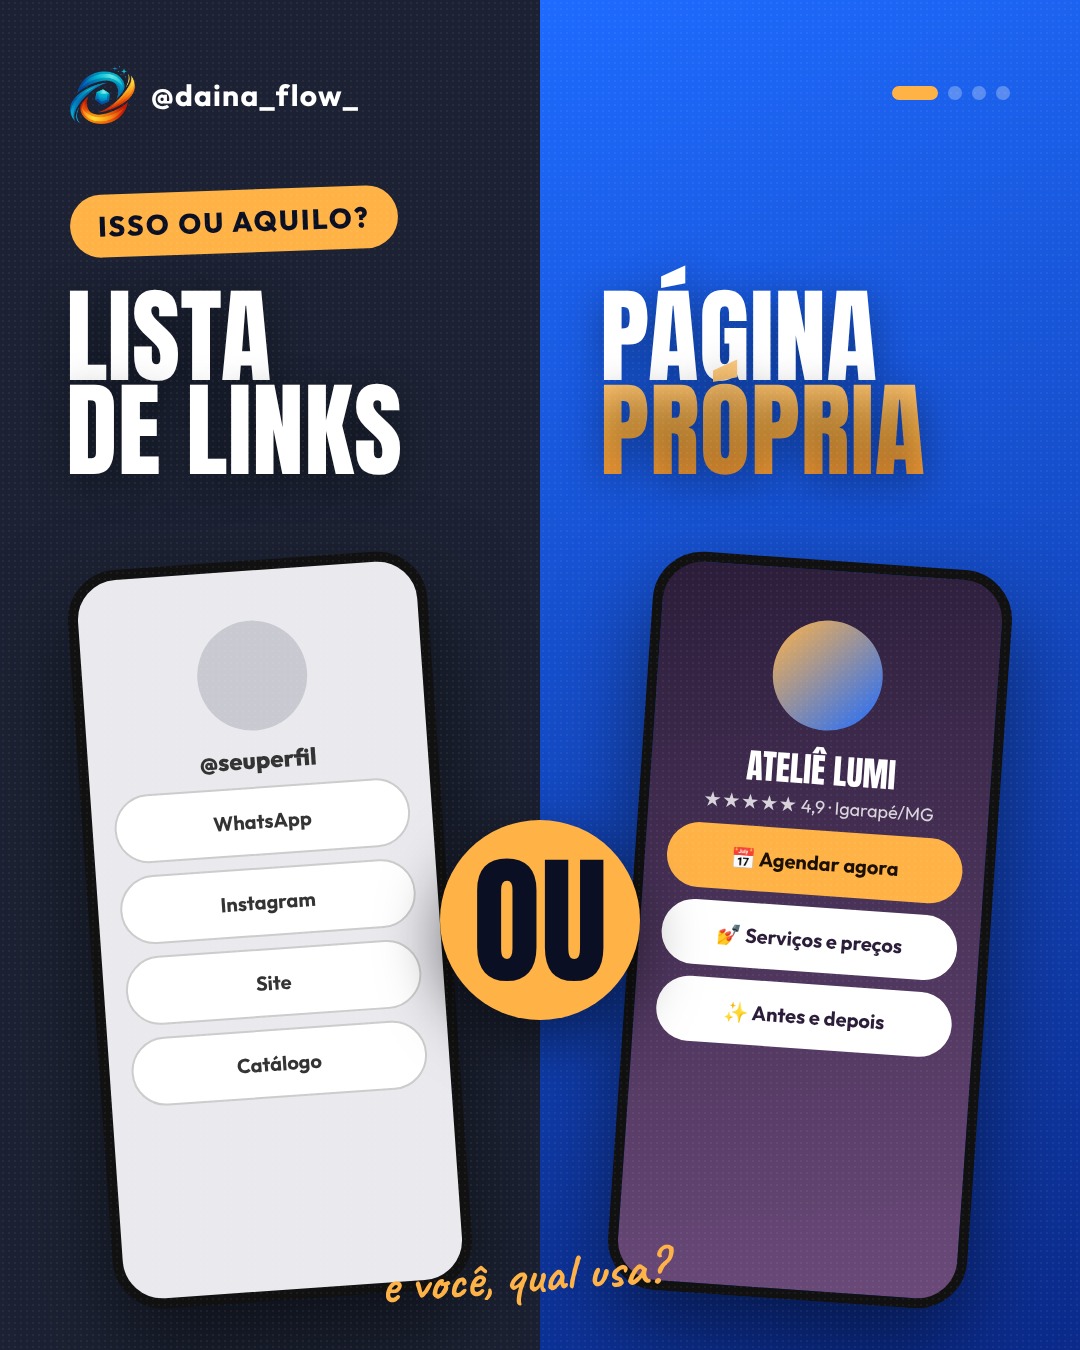 @daina_flow_
ISSO OU AQUILO?
LISTA
DE LINKS
PÁGINA
PRÓPRIA
@seuperfil
WhatsApp
Instagram
Site
Catálogo
OU
ATELIÊ LUMI
★★★★★ 4,9 · Igarapé/MG
📅 Agendar agora
💅 Serviços e preços
✨ Antes e depois
e você, qual usa?